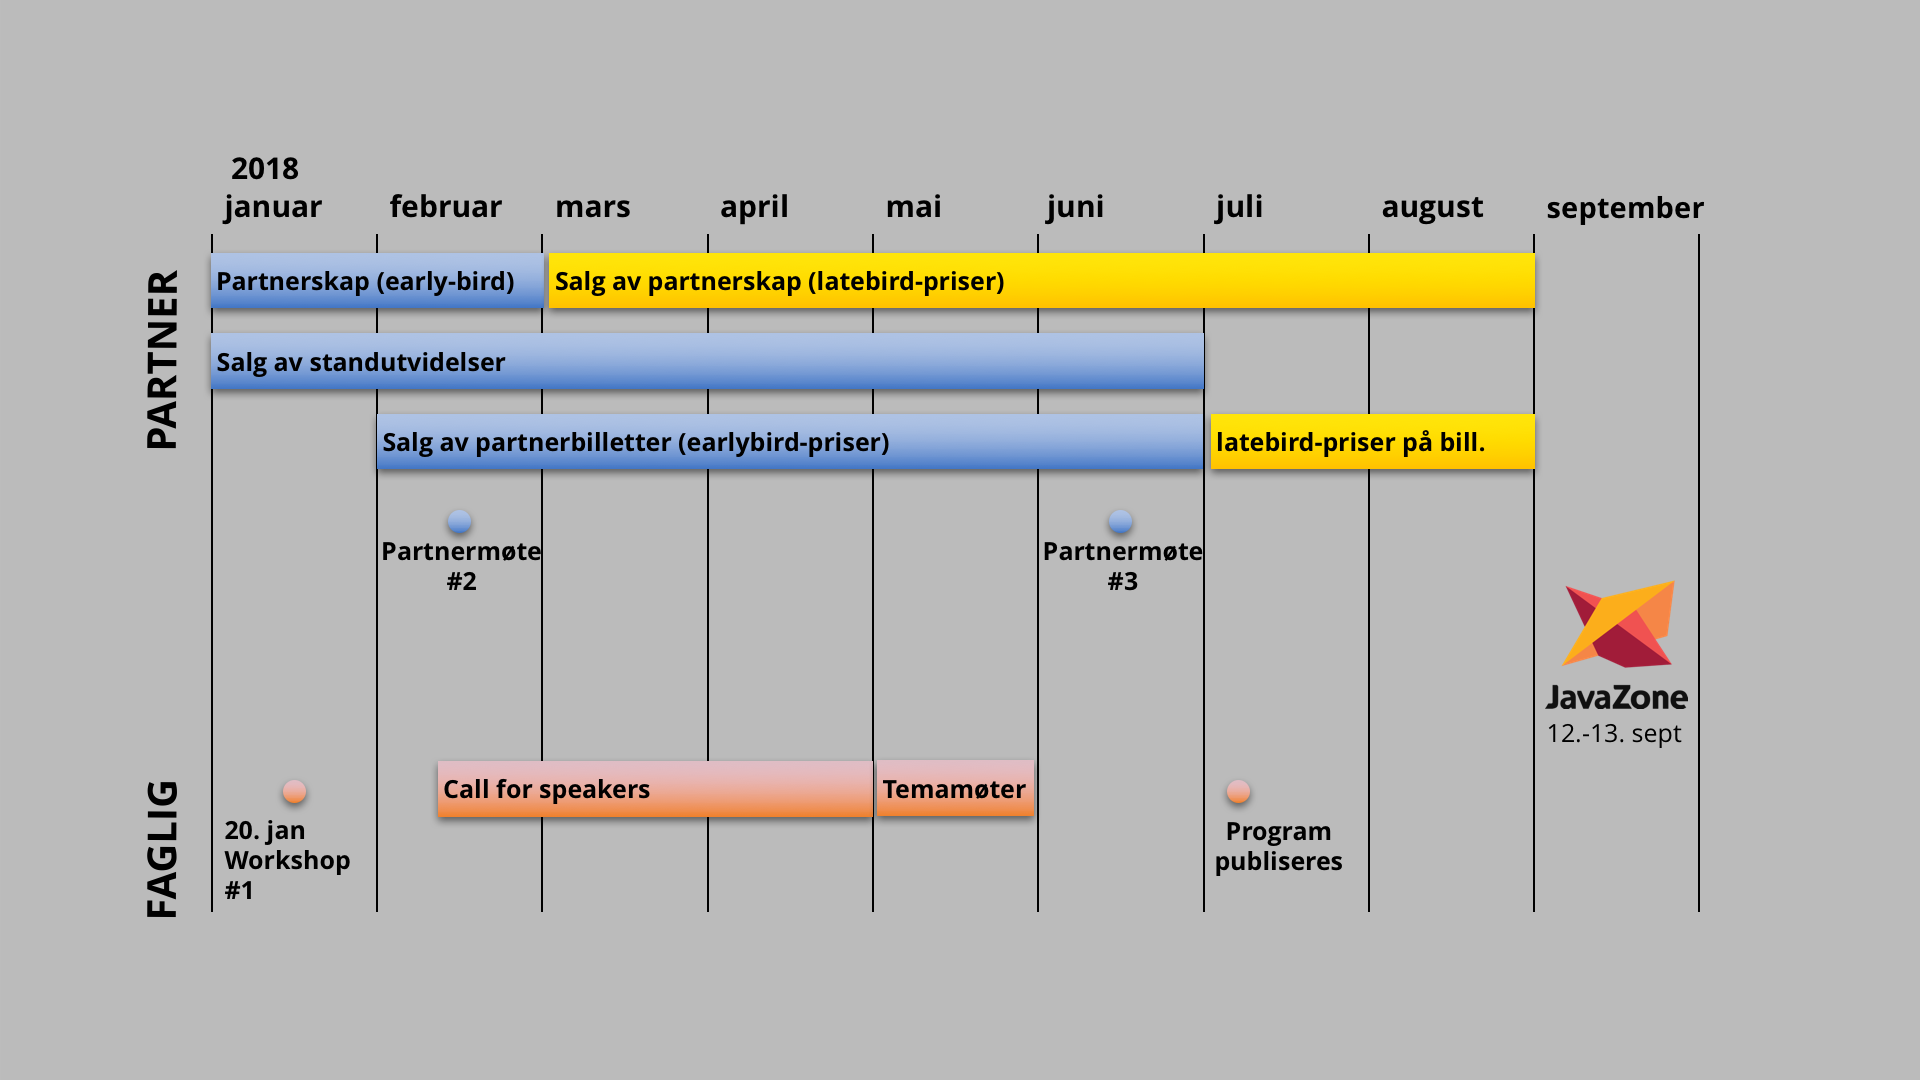 2018
januar
februar
mars
april
mai
juni
juli
august
september
PARTNER
Partnerskap (early-bird)
Salg av partnerskap (latebird-priser)
Salg av standutvidelser
Salg av partnerbilletter (earlybird-priser)
latebird-priser på bill.
Partnermøte
#2
Partnermøte
#3
JavaZone
12.-13. sept
FAGLIG
Call for speakers
Temamøter
20. jan
Workshop
#1
Program
publiseres